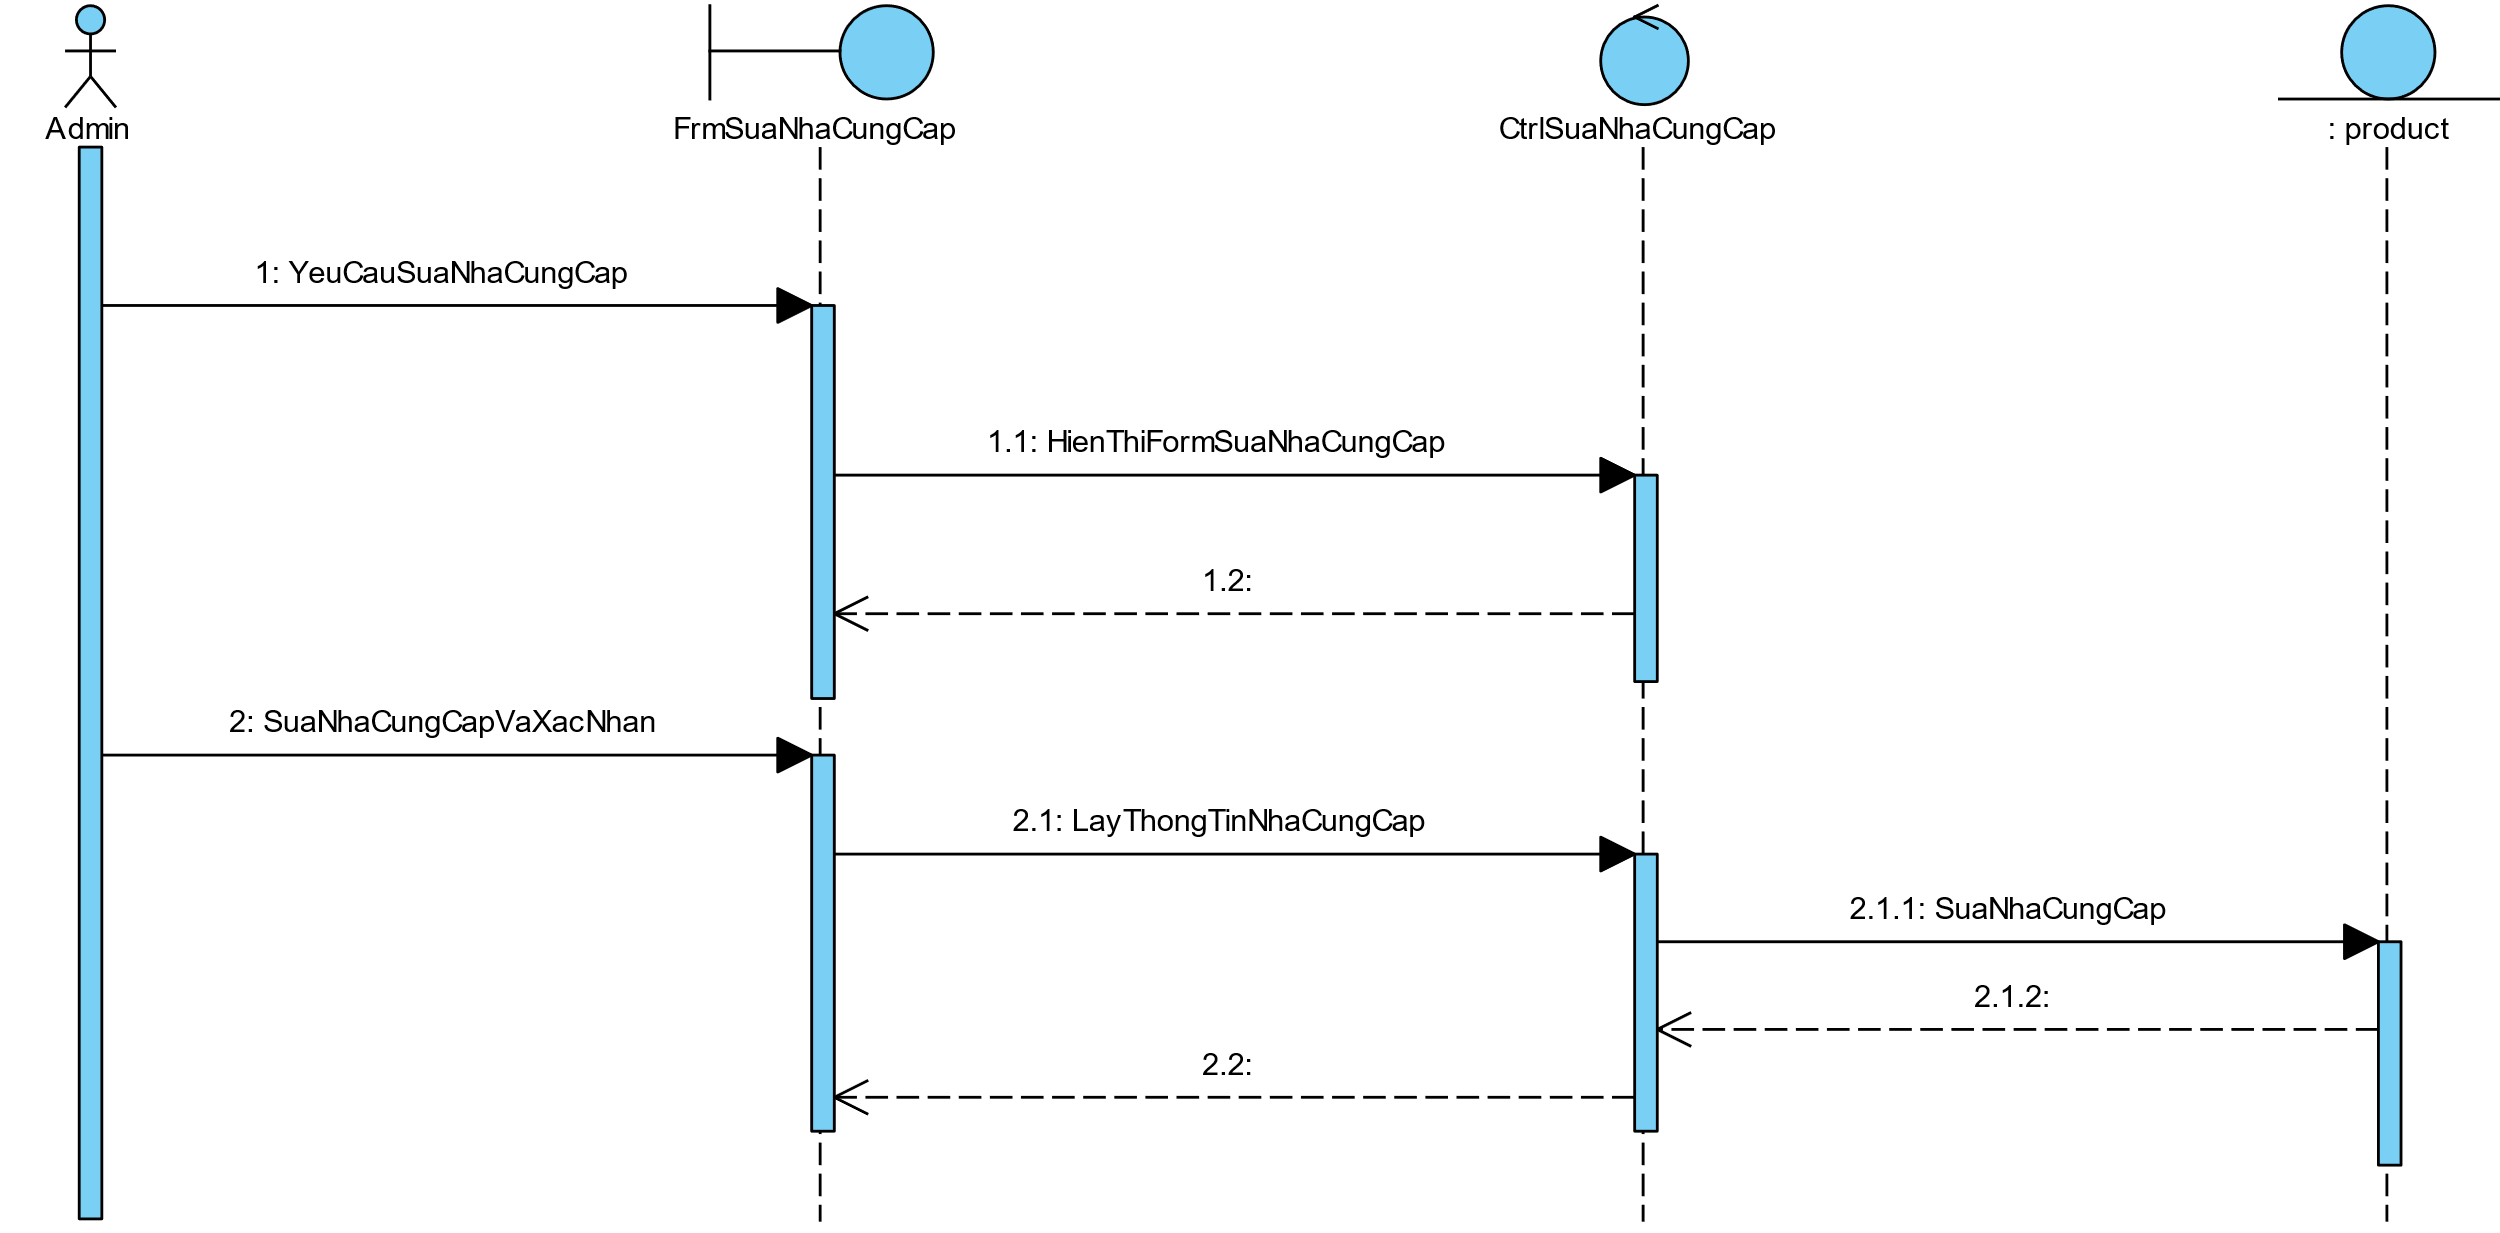 Admin
FrmSuaNhaCungCap
CtrlSuaNhaCungCap
: product
1: YeuCauSuaNhaCungCap
1.1: HienThiFormSuaNhaCungCap
1.2:
2: SuaNhaCungCapVaXacNhan
2.1: LayThongTinNhaCungCap
2.1.1: SuaNhaCungCap
2.1.2:
2.2: